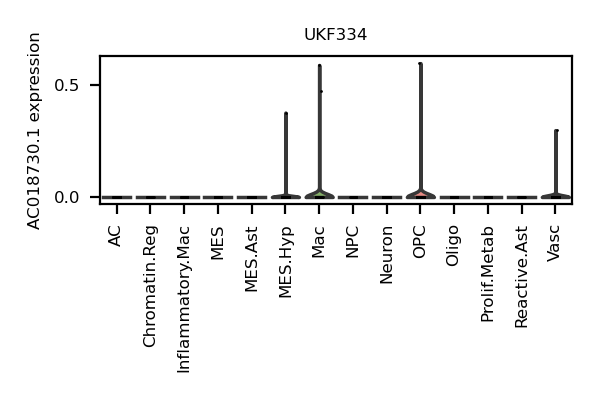 UKF334
AC018730.1 expression
0.5
0.0
AC
Chromatin.Reg
Inflammatory.Mac
MES
MES.Ast
MES.Hyp
Mac
NPC
Neuron
OPC
Oligo
Prolif.Metab
Reactive.Ast
Vasc